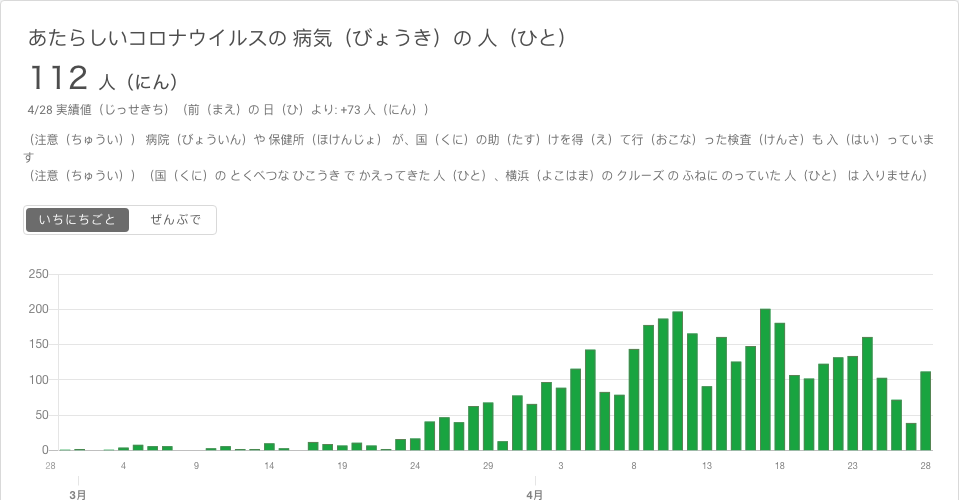 あたらしいコロナウイルスの 病気（びょうき）の 人（ひと）
112 人（にん）
4/28 実績値（じっせきち）（前（まえ）の 日（ひ）より: +73 人（にん））
（注意（ちゅうい）） 病院（びょういん）や 保健所（ほけんじょ） が、国（くに）の助（たす）けを得（え）て行（おこな）った検査（けんさ）も 入（はい）っていま
す
（注意（ちゅうい））（国（くに）の とくべつな ひこうき で かえってきた 人（ひと）、横浜（よこはま）の クルーズ の ふねに のっていた 人（ひと） は 入りません）
いちにちごと ぜんぶで
250
200
150
100
50
0
28 4 9 14 19 24 29 3 8 13 18 23 28
3月 4月